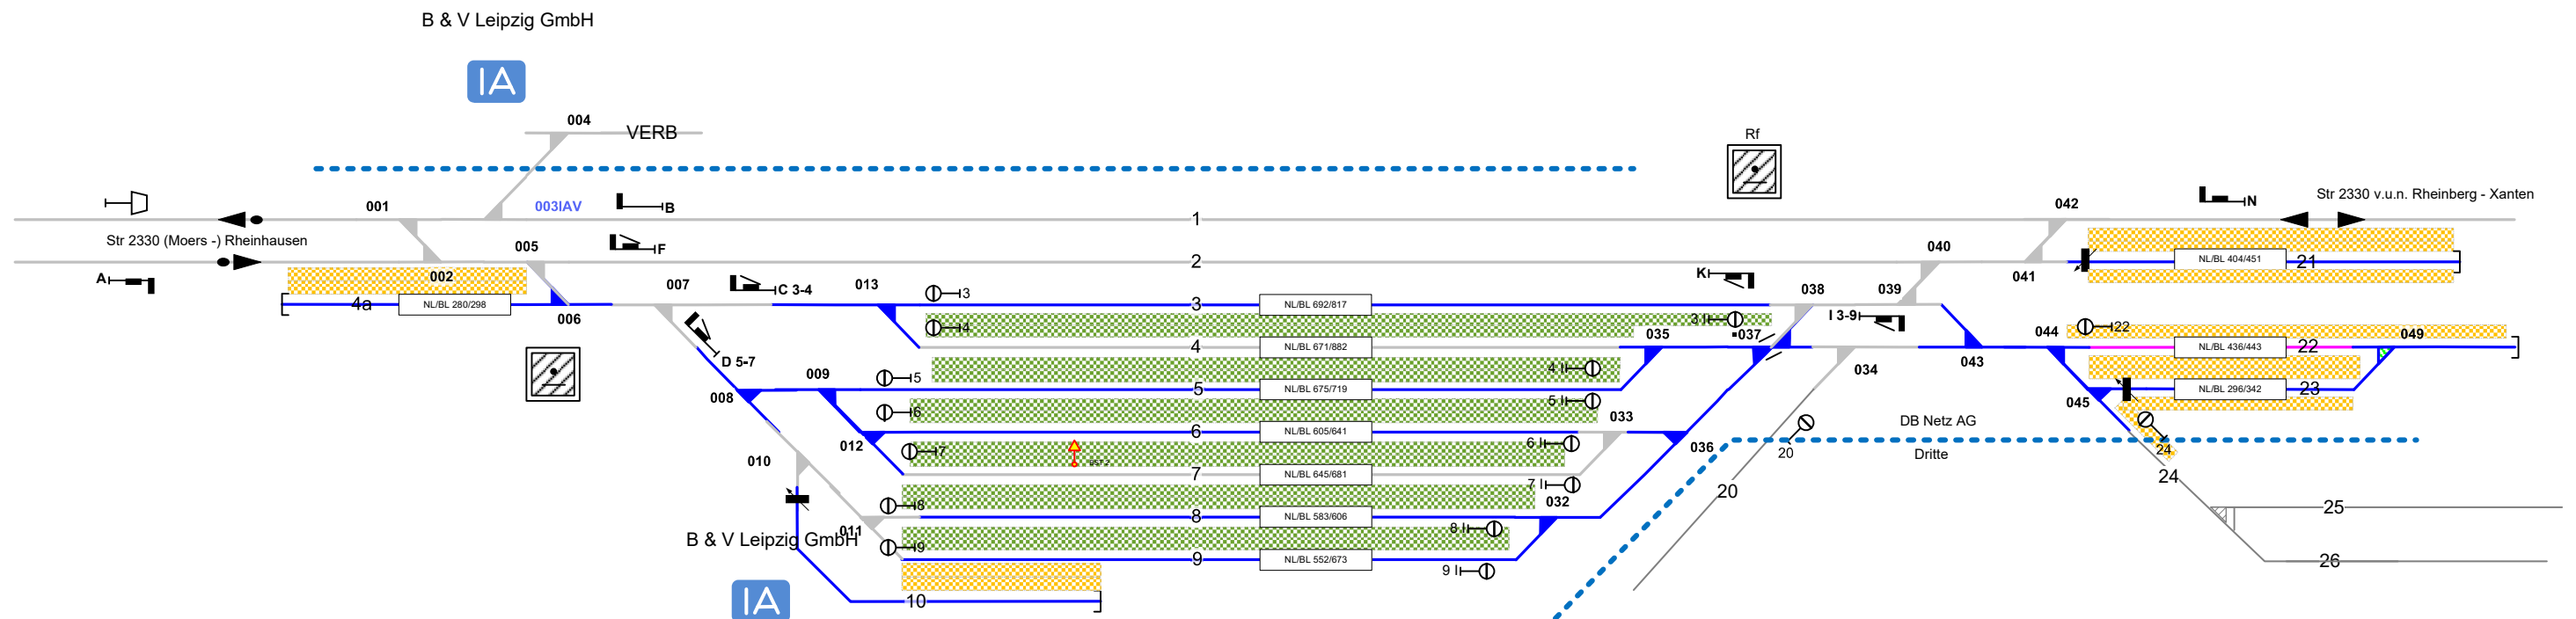 B & V Leipzig GmbH
IA
004
VERB
Rf
001
003IAV
B
1
042
N
Str 2330 v.u.n. Rheinberg - Xanten
Str 2330 (Moers -) Rheinhausen
005
F
2
040
041
NL/BL 404/451
21
A
002
4a
NL/BL 280/298
006
007
C 3-4
013
3
3
NL/BL 692/817
K
038
039
4
3 I
I 3-9
D 5-7
4
NL/BL 671/882
035
037
034
043
044
22
NL/BL 436/443
22
049
009
5
4 I
008
5
NL/BL 675/719
NL/BL 296/342
23
045
6
5 I
033
012
6
NL/BL 605/641
6 I
036
20
DB Netz AG
Dritte
24
010
7
BST 2
7
NL/BL 645/681
7 I
20
24
8
032
25
011
8
NL/BL 583/606
8 I
B & V Leipzig GmbH
9
9
NL/BL 552/673
9 I
26
IA
10